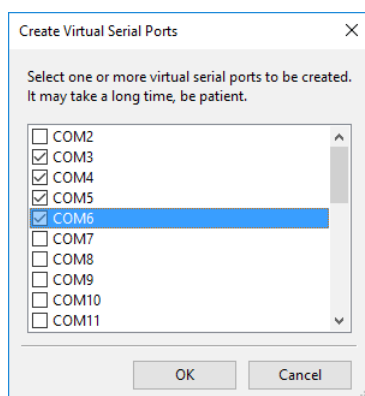 Create Virtual Serial Ports
Select one or more virtual serial ports to be created.
It may take a long time, be patient.
COM2
COM3
COM4
COM5
COM6
COM7
COM8
COM9
COM10
COM11
OK Cancel